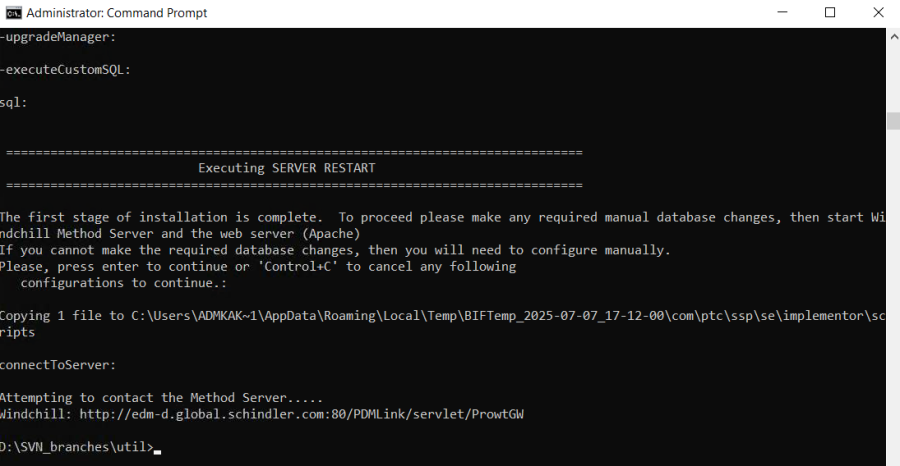 Administrator: Command Prompt
-upgradeManager:
-executeCustomSQL:
sql:
==============================================================================
Executing SERVER RESTART
==============================================================================
The first stage of installation is complete.  To proceed please make any required manual database changes, then start Wi
ndchill Method Server and the web server (Apache)
If you cannot make the required database changes, then you will need to configure manually.
Please, press enter to continue or 'Control+C' to cancel any following
   configurations to continue.:
Copying 1 file to C:\Users\ADMKAK~1\AppData\Roaming\Local\Temp\BIFTemp_2025-07-07_17-12-00\com\ptc\ssp\se\implementor\sc
ripts
connectToServer:
Attempting to contact the Method Server.....
Windchill: http://edm-d.global.schindler.com:80/PDMLink/servlet/ProwtGW
D:\SVN_branches\util>